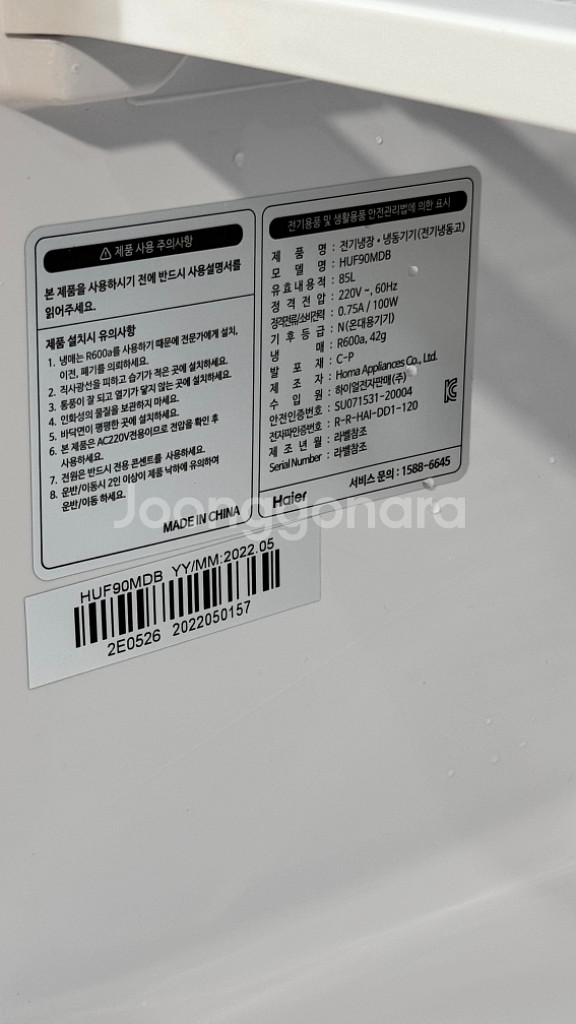 ⚠ 제품 사용 주의사항
본 제품을 사용하시기 전에 반드시 사용설명서를
읽어주세요.
제품 설치시 유의사항
1. 냉매는 R600a를 사용하기 때문에 전문가에게 설치,
이전, 폐기를 의뢰하세요.
2. 직사광선을 피하고 습기가 적은 곳에 설치하세요.
3. 통풍이 잘 되고 열기가 닿지 않는 곳에 설치하세요.
4. 인화성의 물질을 보관하지 마세요.
5. 바닥면이 평평한 곳에 설치하세요.
6. 본 제품은 AC220V전용이므로 전압을 확인 후
사용하세요.
7. 전원은 반드시 전용 콘센트를 사용하세요.
8. 운반/이동시 2인 이상이 제품 낙하에 유의하여
운반/이동 하세요.
MADE IN CHINA
전기용품 및 생활용품 안전관리법에 의한 표시
제 품 명 : 전기냉장•냉동기기(전기냉동고)
모 델 명 : HUF90MDB
유효내용적 : 85L
정 격 전 압 : 220V ~, 60Hz
정격전류/소비전력 : 0.75A / 100W
기 후 등 급 : N(온대용기기)
냉 매 : R600a, 42g
발 포 제 : C-P
제 조 자 : Homa Appliances Co., Ltd.
수 입 원 : 하이얼전자판매(주)
안전인증번호 : SU071531-20004
전자파인증번호 : R-R-HAI-DD1-120
제 조 년 월 : 라벨참조
Serial Number : 라벨참조
Haier
서비스 문의 : 1588-6645
Joonggonara
HUF90MDB YY/MM:2022.05
2E0526 2022050157